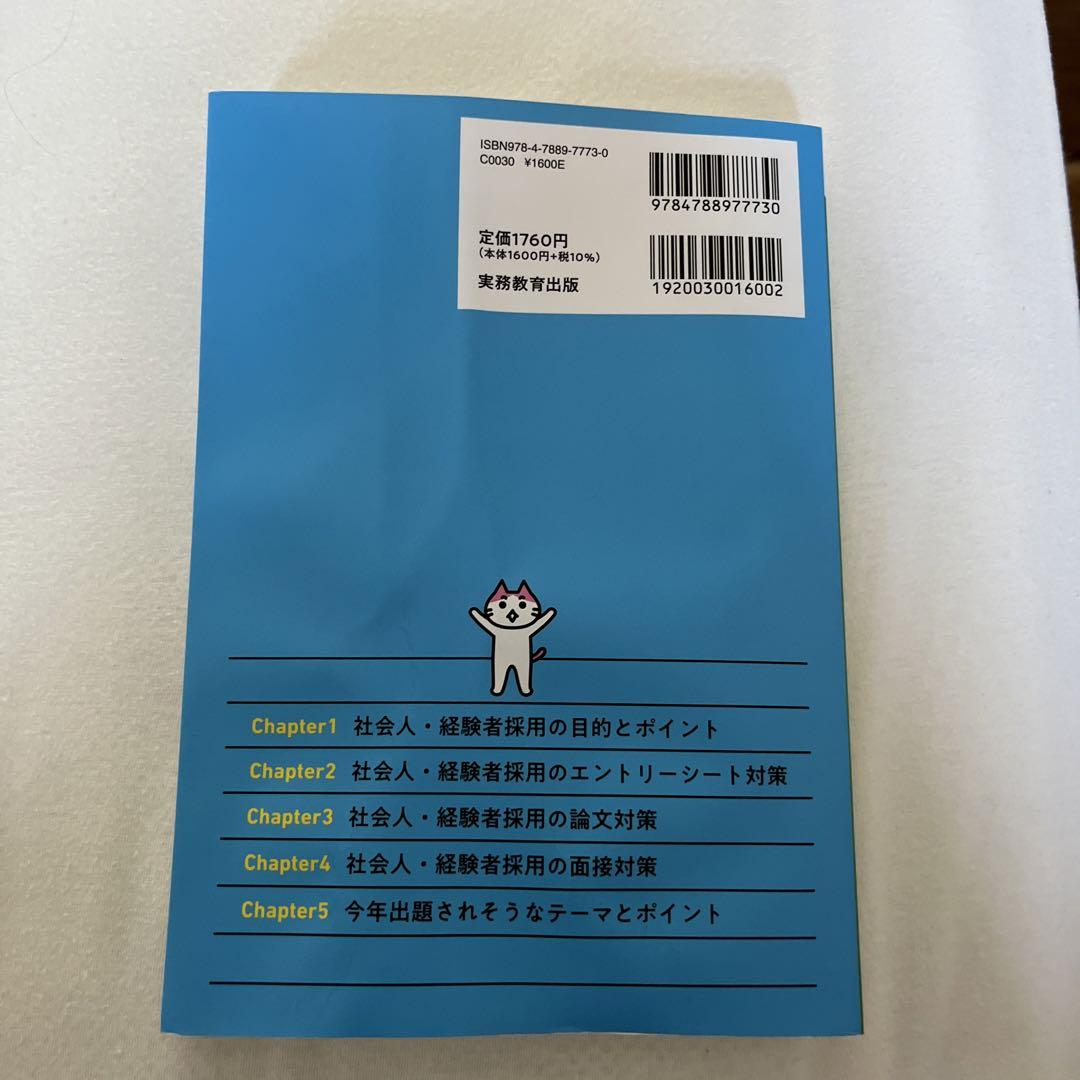 ISBN978-4-7889-7773-0
C0030 ¥1600E
9784788977730
定価1760円
(本体1600円+税10%)
実務教育出版
1920030016002
Chapter1 社会人・経験者採用の目的とポイント
Chapter2 社会人・経験者採用のエントリーシート対策
Chapter3 社会人・経験者採用の論文対策
Chapter4 社会人・経験者採用の面接対策
Chapter5 今年出題されそうなテーマとポイント